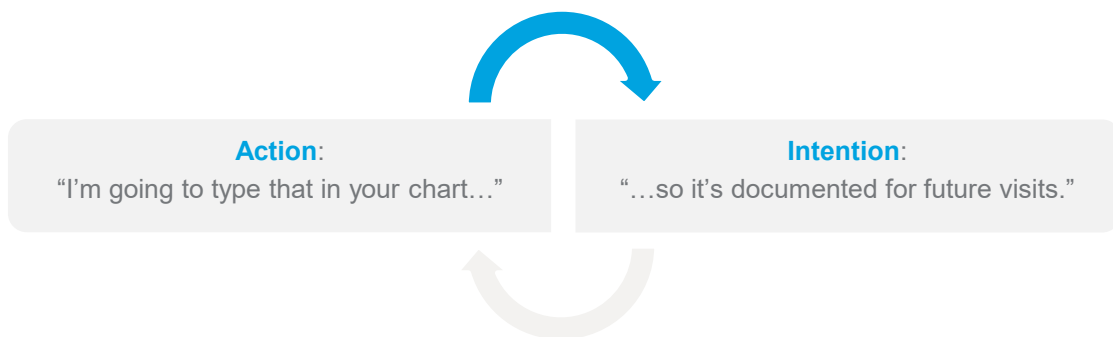 Action:
“I’m going to type that in your chart…”
Intention:
“…so it’s documented for future visits.”